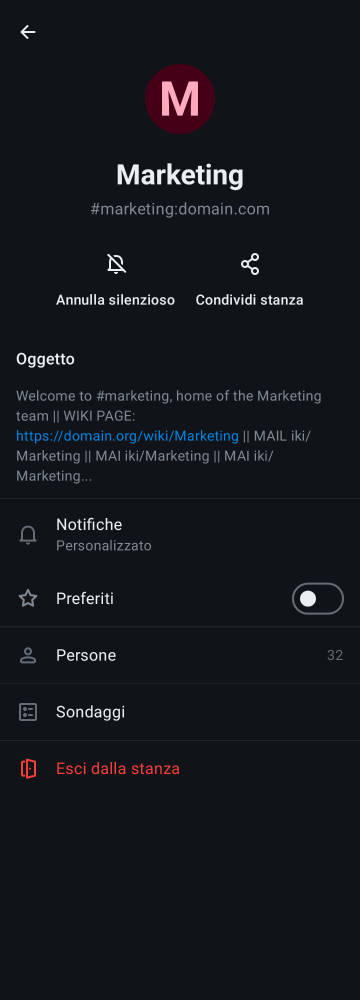 M
Marketing
#marketing:domain.com
Annulla silenzioso
Condividi stanza
Oggetto
Welcome to #marketing, home of the Marketing
team || WIKI PAGE:
https://domain.org/wiki/Marketing || MAIL iki/
Marketing || MAI iki/Marketing || MAI iki/
Marketing...
Notifiche
Personalizzato
Preferiti
Persone 32
Sondaggi
Esci dalla stanza